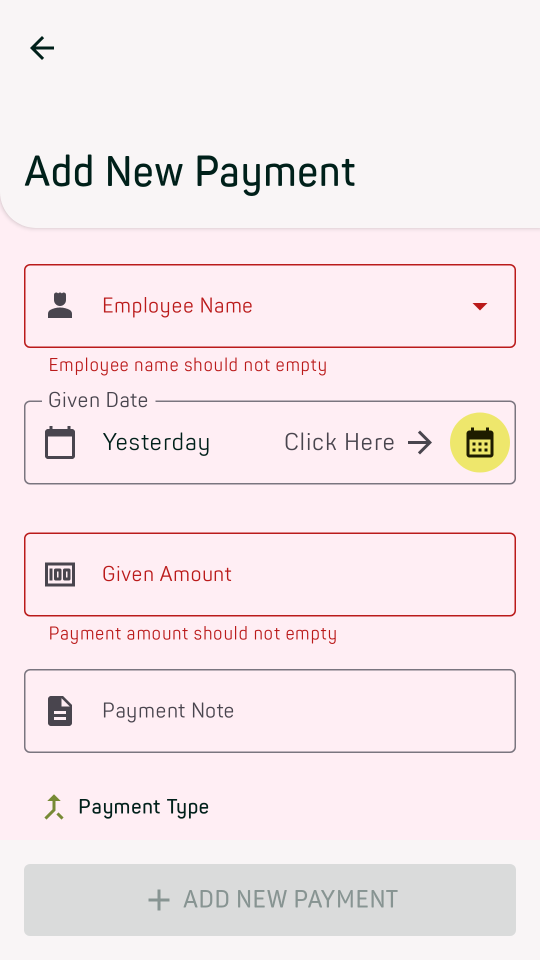 Add New Payment
Employee Name
Employee name should not empty
Given Date
Yesterday Click Here
100 Given Amount
Payment amount should not empty
Payment Note
Payment Type
ADD NEW PAYMENT